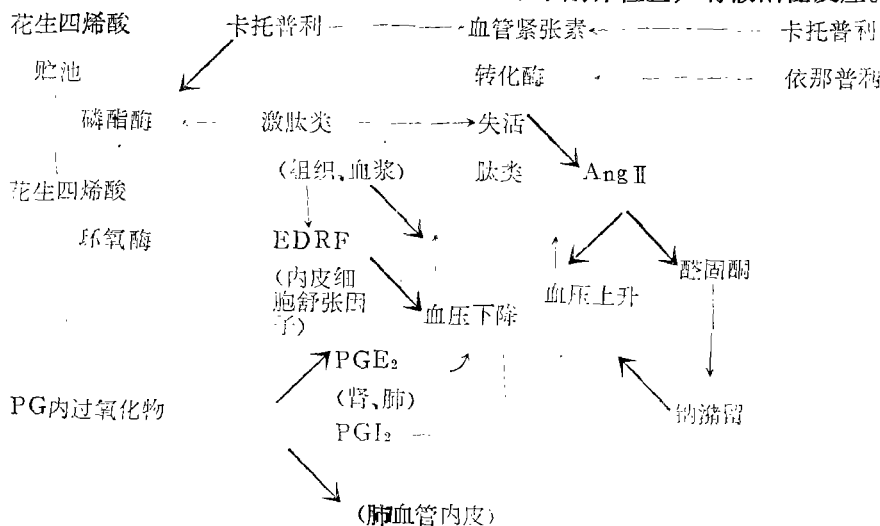 花生四烯酸 卡托普利 血管紧张素 卡托普利
贮池 转化酶 依那普利
磷酯酶 激肽类 失活
(组织、血浆) 肽类 AngⅡ
花生四烯酸
环氧酶 EDRF 醛固酮
(内皮细
胞舒张因
子) 血压下降 血压上升
PGE₂
(肾、肺)
PG内过氧化物 钠潴留
PGI₂
(肺血管内皮)